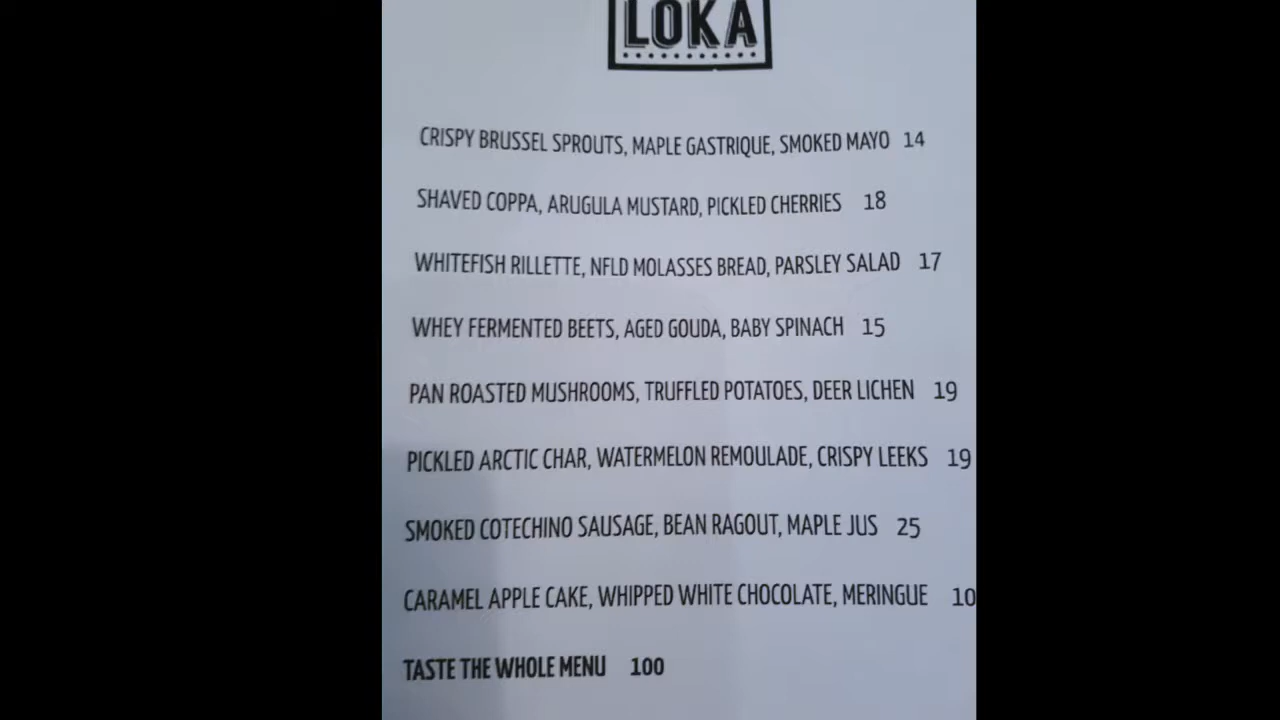 LOKA
CRISPY BRUSSEL SPROUTS, MAPLE GASTRIQUE, SMOKED MAYO 14
SHAVED COPPA, ARUGULA MUSTARD, PICKLED CHERRIES 18
WHITEFISH RILLETTE, NFLD MOLASSES BREAD, PARSLEY SALAD 17
WHEY FERMENTED BEETS, AGED GOUDA, BABY SPINACH 15
PAN ROASTED MUSHROOMS, TRUFFLED POTATOES, DEER LICHEN 19
PICKLED ARCTIC CHAR, WATERMELON REMOULADE, CRISPY LEEKS 19
SMOKED COTECHINO SAUSAGE, BEAN RAGOUT, MAPLE JUS 25
CARAMEL APPLE CAKE, WHIPPED WHITE CHOCOLATE, MERINGUE 10
TASTE THE WHOLE MENU 100